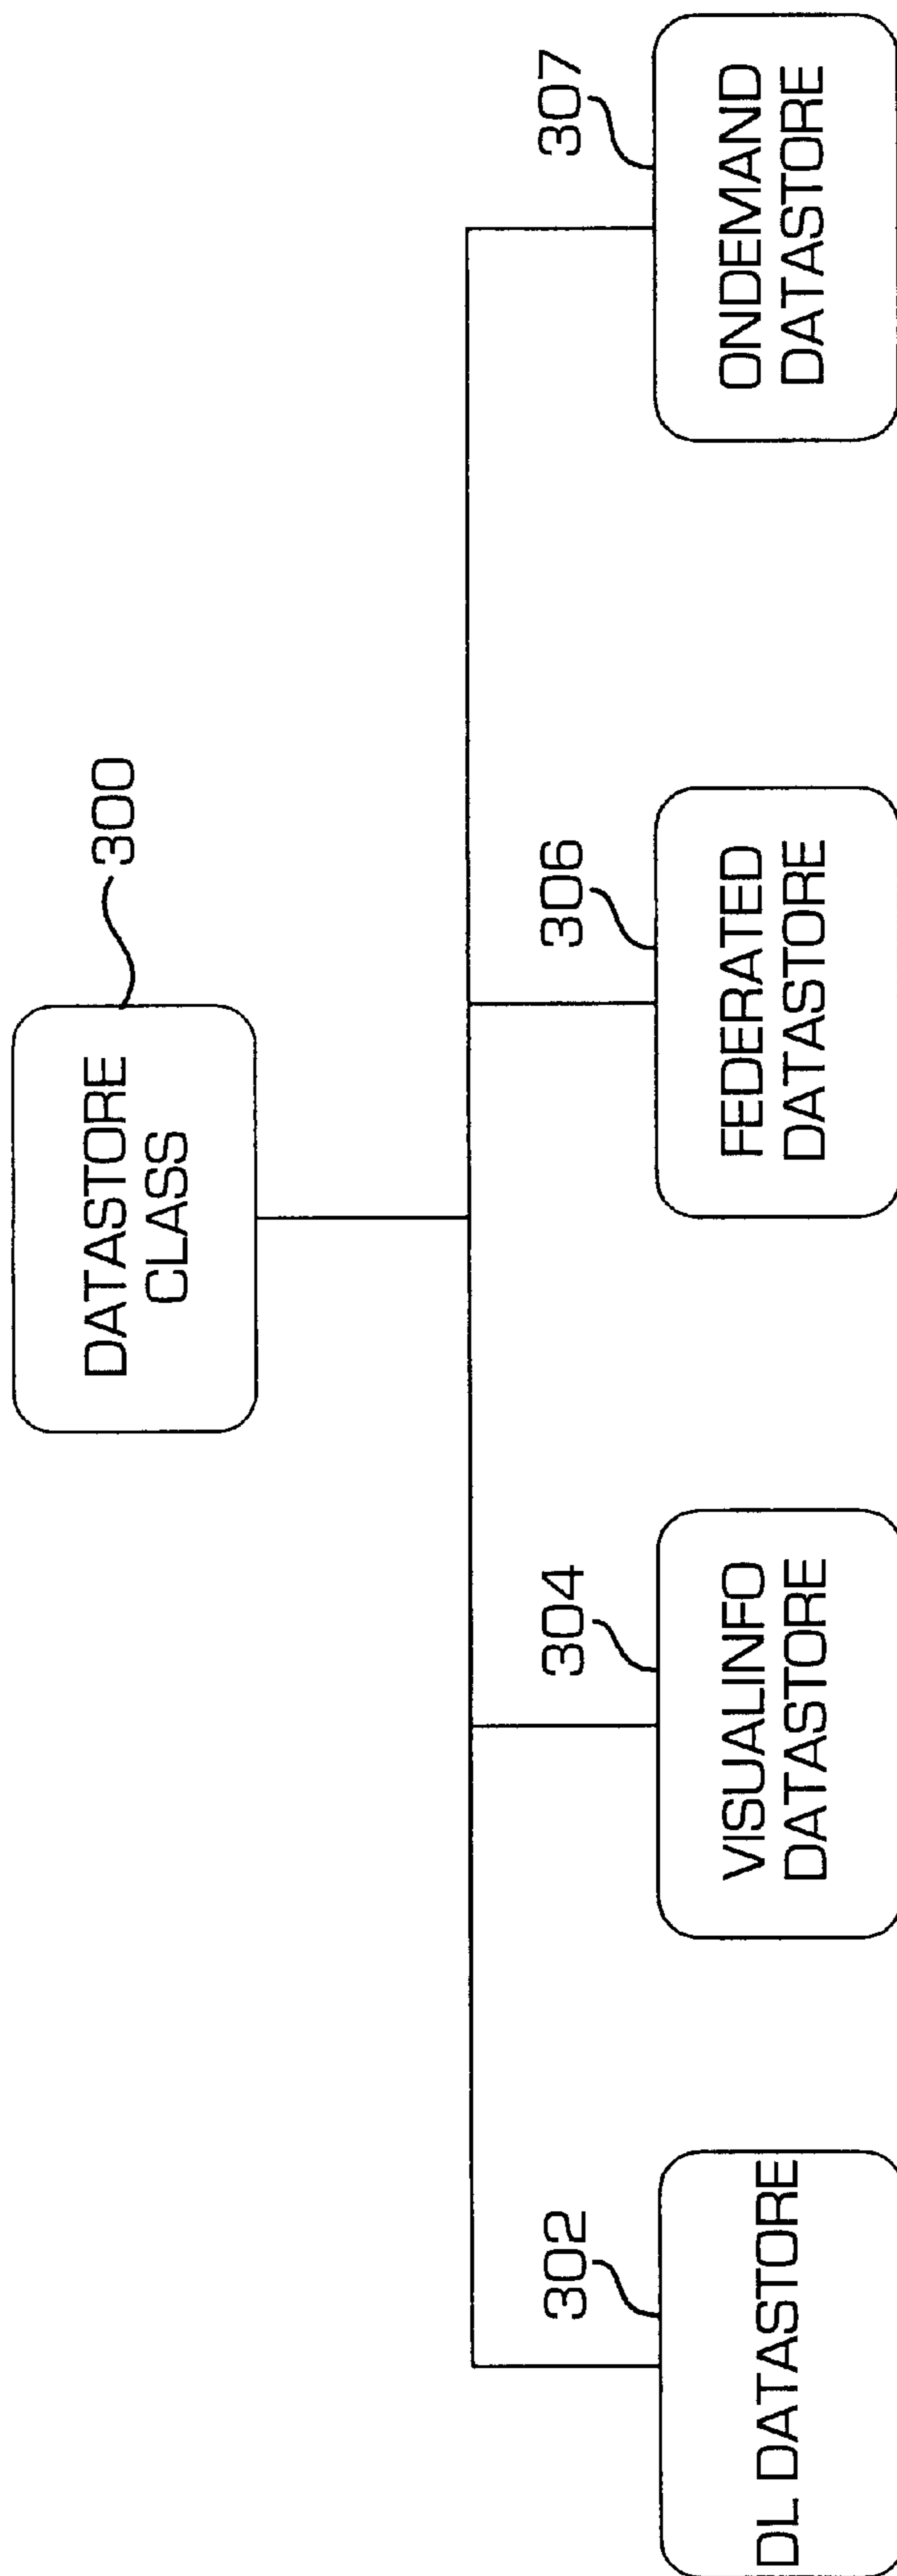 DATASTORE
CLASS
300
302
DL DATASTORE
304
VISUALINFO
DATASTORE
306
FEDERATED
DATASTORE
307
ONDEMAND
DATASTORE